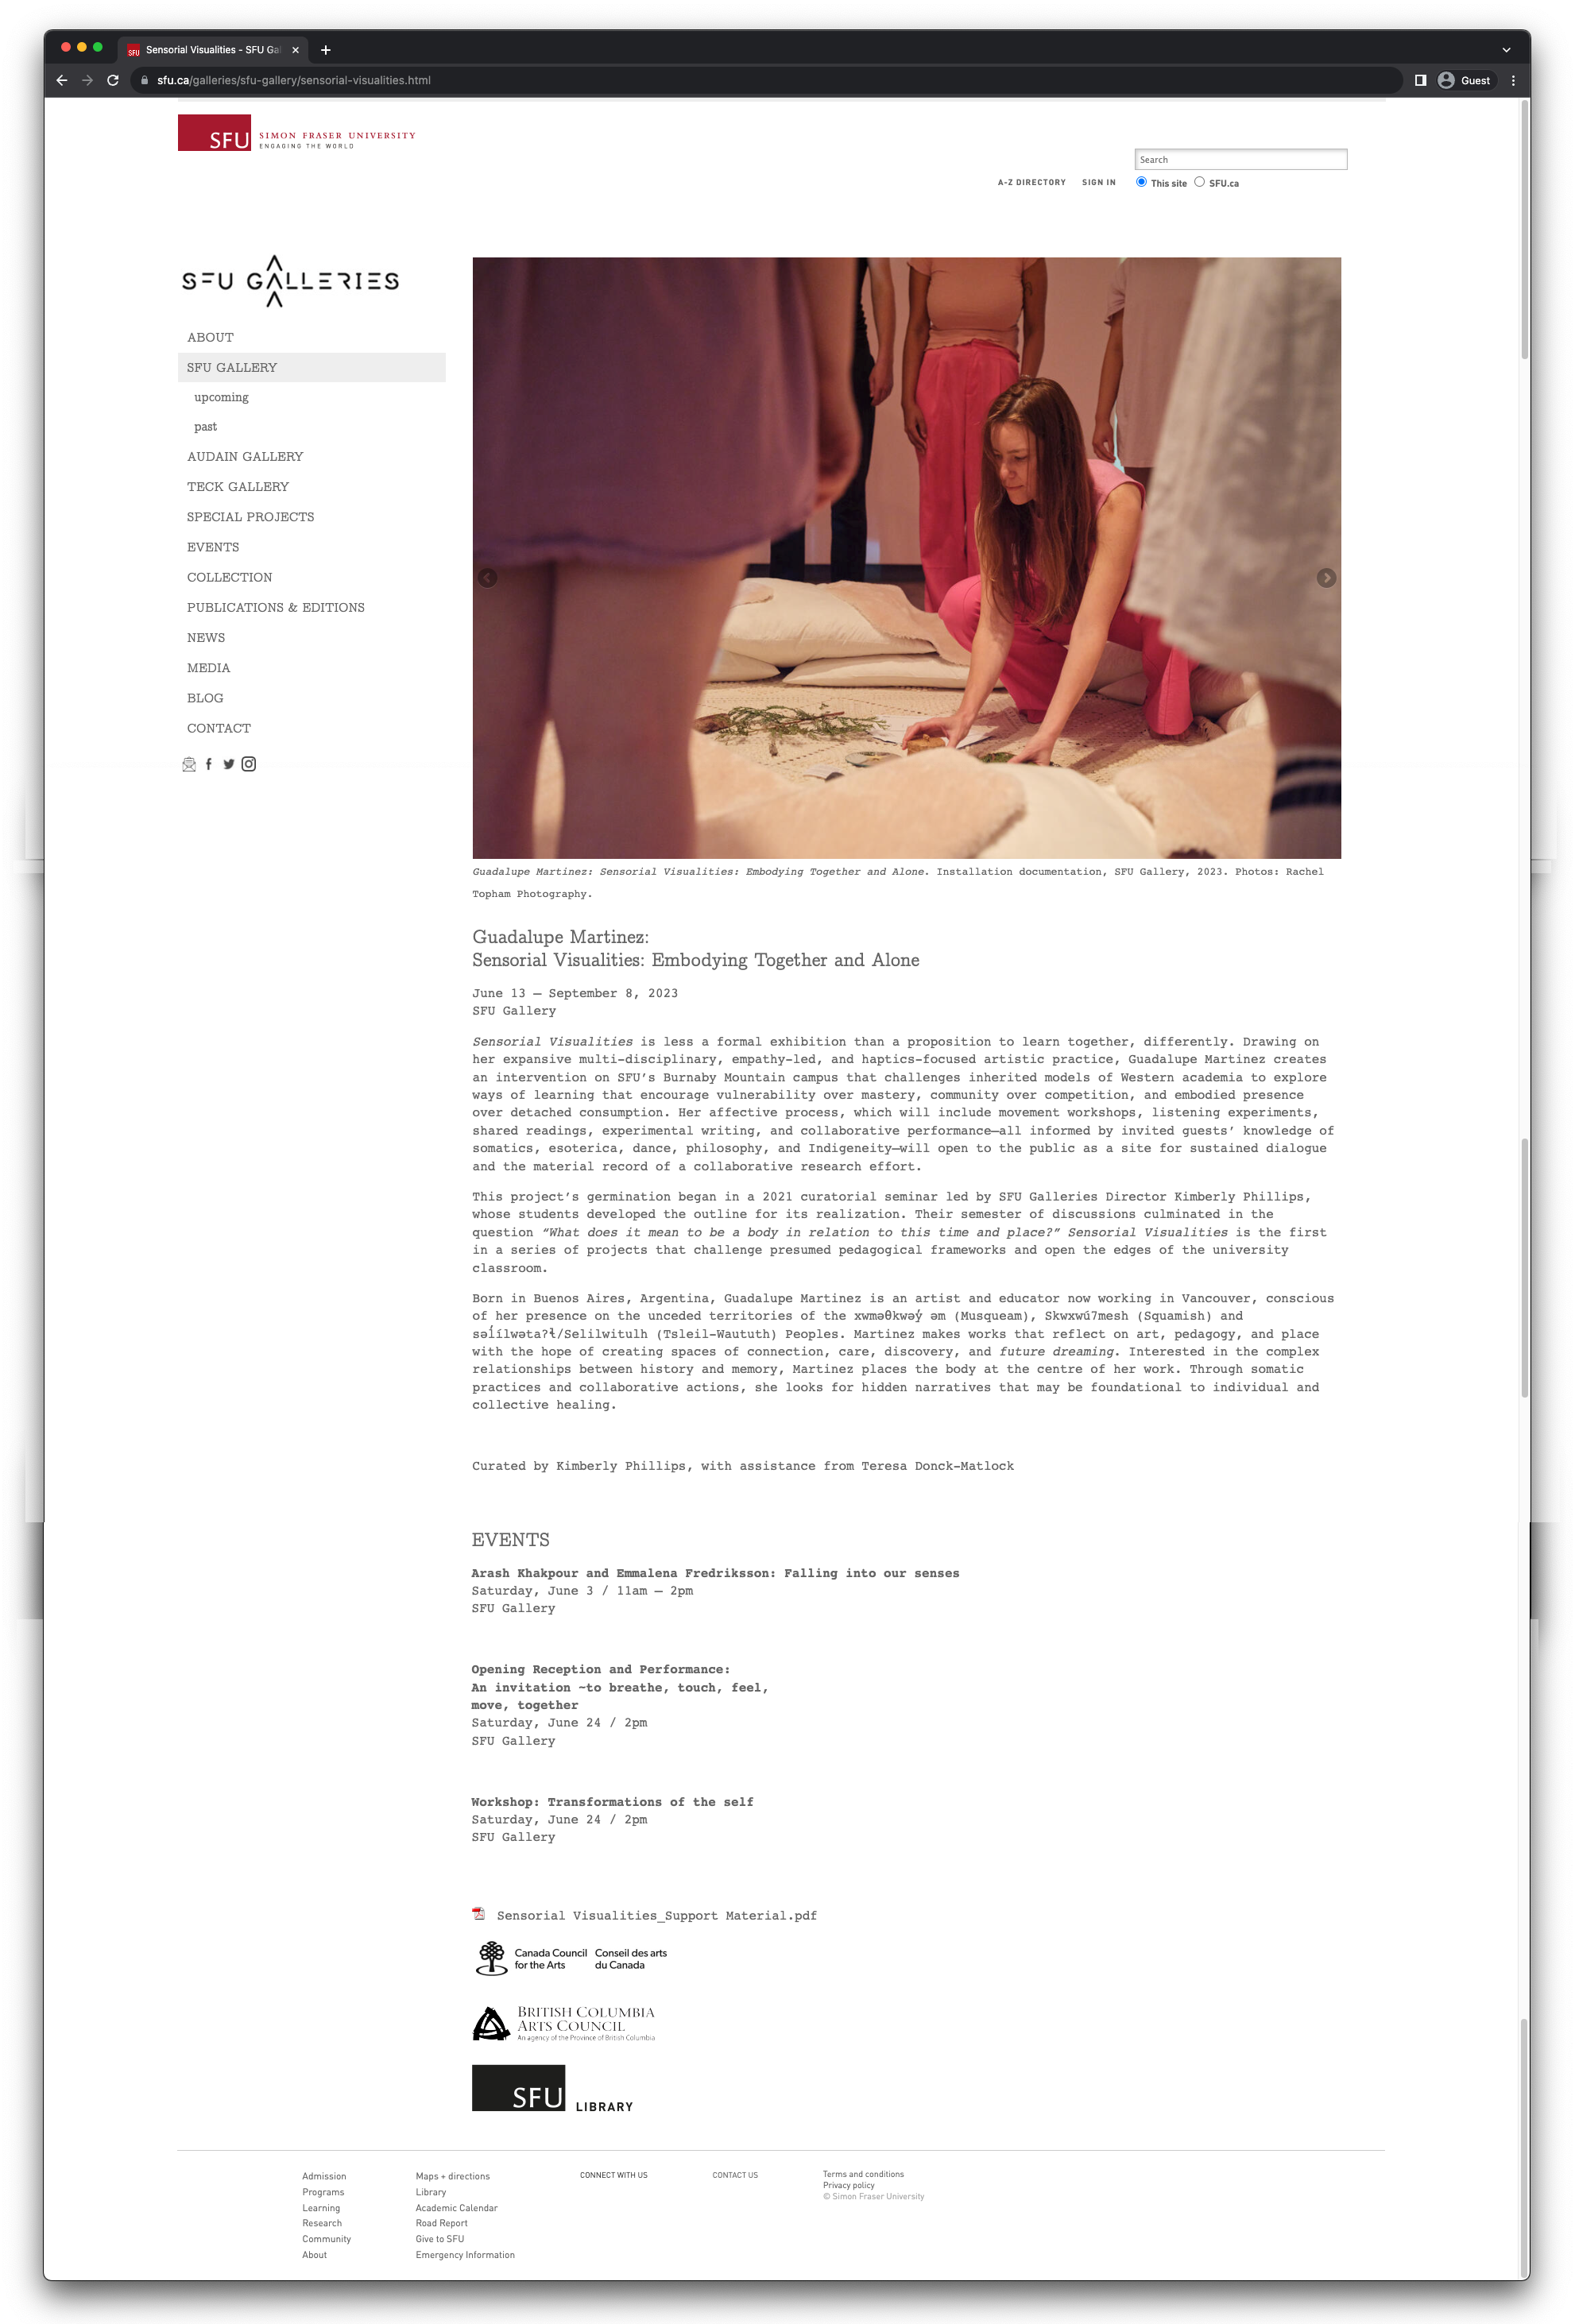 Sensorial Visualities - SFU Gal
sfu.ca/galleries/sfu-gallery/sensorial-visualities.html
Guest
SFU SIMON FRASER UNIVERSITY
ENGAGING THE WORLD
Search
A-Z DIRECTORY SIGN IN This site SFU.ca
SFU GALLERIES
ABOUT
SFU GALLERY
upcoming
past
AUDAIN GALLERY
TECK GALLERY
SPECIAL PROJECTS
EVENTS
COLLECTION
PUBLICATIONS & EDITIONS
NEWS
MEDIA
BLOG
CONTACT
Guadalupe Martinez: Sensorial Visualities: Embodying Together and Alone. Installation documentation, SFU Gallery, 2023. Photos: Rachel
Topham Photography.
Guadalupe Martinez:
Sensorial Visualities: Embodying Together and Alone
June 13 – September 8, 2023
SFU Gallery
Sensorial Visualities is less a formal exhibition than a proposition to learn together, differently. Drawing on
her expansive multi-disciplinary, empathy-led, and haptics-focused artistic practice, Guadalupe Martinez creates
an intervention on SFU’s Burnaby Mountain campus that challenges inherited models of Western academia to explore
ways of learning that encourage vulnerability over mastery, community over competition, and embodied presence
over detached consumption. Her affective process, which will include movement workshops, listening experiments,
shared readings, experimental writing, and collaborative performance—all informed by invited guests’ knowledge of
somatics, esoterica, dance, philosophy, and Indigeneity—will open to the public as a site for sustained dialogue
and the material record of a collaborative research effort.
This project’s germination began in a 2021 curatorial seminar led by SFU Galleries Director Kimberly Phillips,
whose students developed the outline for its realization. Their semester of discussions culminated in the
question “What does it mean to be a body in relation to this time and place?” Sensorial Visualities is the first
in a series of projects that challenge presumed pedagogical frameworks and open the edges of the university
classroom.
Born in Buenos Aires, Argentina, Guadalupe Martinez is an artist and educator now working in Vancouver, conscious
of her presence on the unceded territories of the xwməθkwəy̓ əm (Musqueam), Skwxwú7mesh (Squamish) and
səl̓ílwətaʔɬ/Selilwitulh (Tsleil-Waututh) Peoples. Martinez makes works that reflect on art, pedagogy, and place
with the hope of creating spaces of connection, care, discovery, and future dreaming. Interested in the complex
relationships between history and memory, Martinez places the body at the centre of her work. Through somatic
practices and collaborative actions, she looks for hidden narratives that may be foundational to individual and
collective healing.
Curated by Kimberly Phillips, with assistance from Teresa Donck-Matlock
EVENTS
Arash Khakpour and Emmalena Fredriksson: Falling into our senses
Saturday, June 3 / 11am – 2pm
SFU Gallery
Opening Reception and Performance:
An invitation ~to breathe, touch, feel,
move, together
Saturday, June 24 / 2pm
SFU Gallery
Workshop: Transformations of the self
Saturday, June 24 / 2pm
SFU Gallery
Sensorial Visualities_Support Material.pdf
Canada Council Conseil des arts
for the Arts du Canada
BRITISH COLUMBIA
ARTS COUNCIL
An agency of the Province of British Columbia
SFU LIBRARY
Admission
Programs
Learning
Research
Community
About
Maps + directions
Library
Academic Calendar
Road Report
Give to SFU
Emergency Information
CONNECT WITH US
CONTACT US
Terms and conditions
Privacy policy
© Simon Fraser University